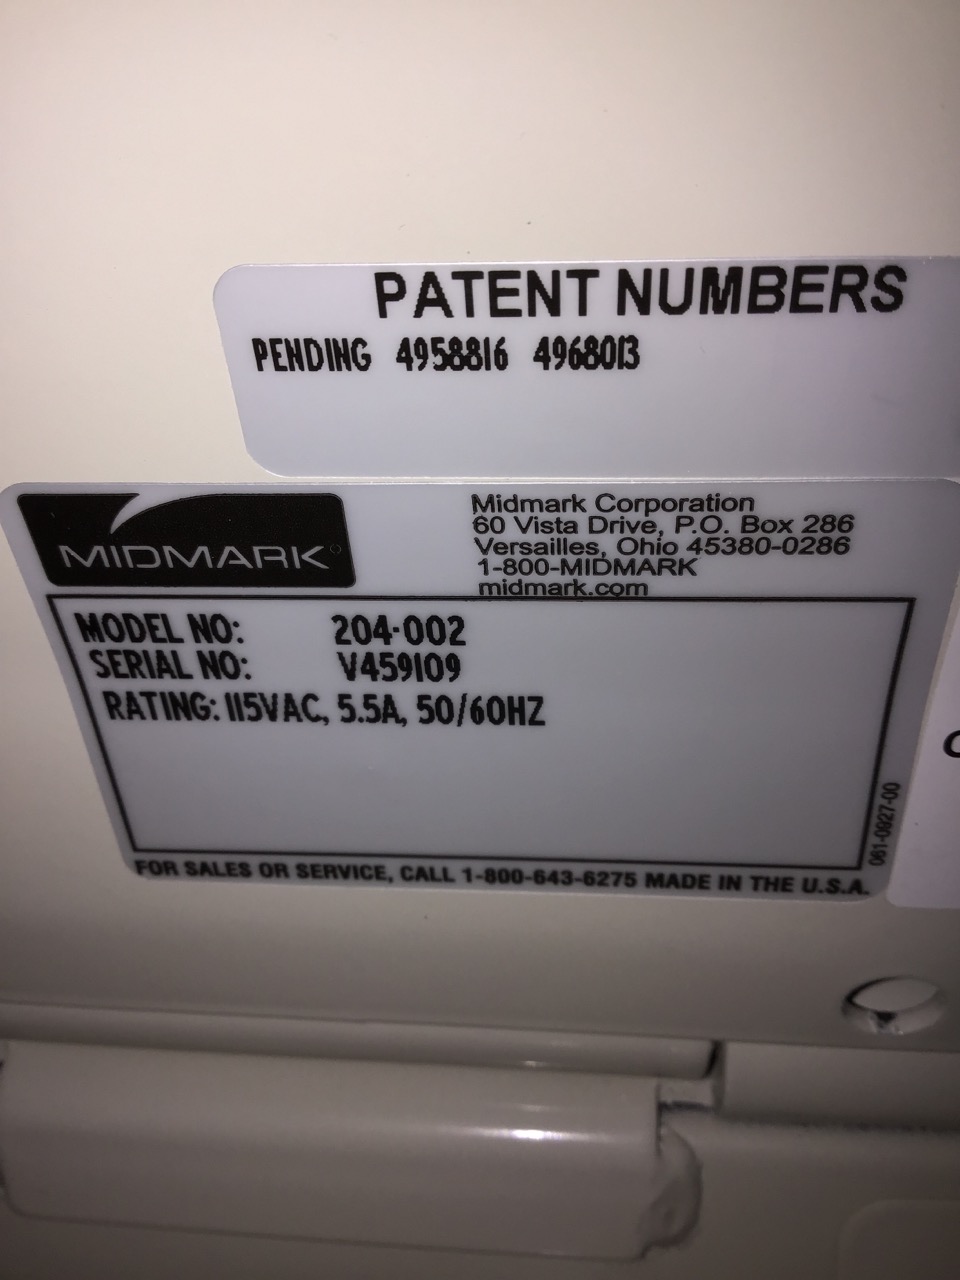 PATENT NUMBERS
PENDING 4958816 4968013
MIDMARK
Midmark Corporation
60 Vista Drive, P.O. Box 286
Versailles, Ohio 45380-0286
1-800-MIDMARK
midmark.com
MODEL NO: 204-002
SERIAL NO: V459109
RATING: 115VAC, 5.5A, 50/60HZ
061-0927-00
FOR SALES OR SERVICE, CALL 1-800-643-6275 MADE IN THE U.S.A.